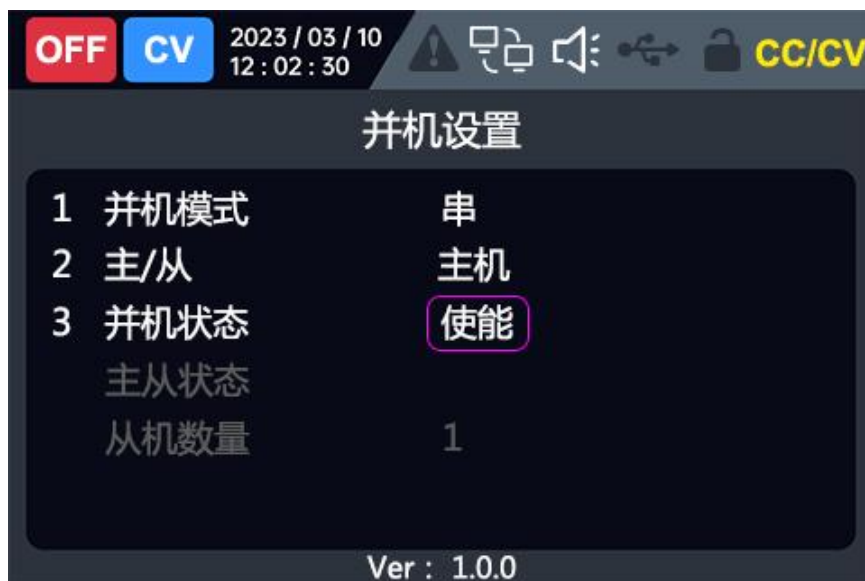 OFF CV 2023 / 03 / 10 CC/CV
12 : 02 : 30
并机设置
1 并机模式 串
2 主/从 主机
3 并机状态 使能
主从状态
从机数量 1
Ver : 1.0.0